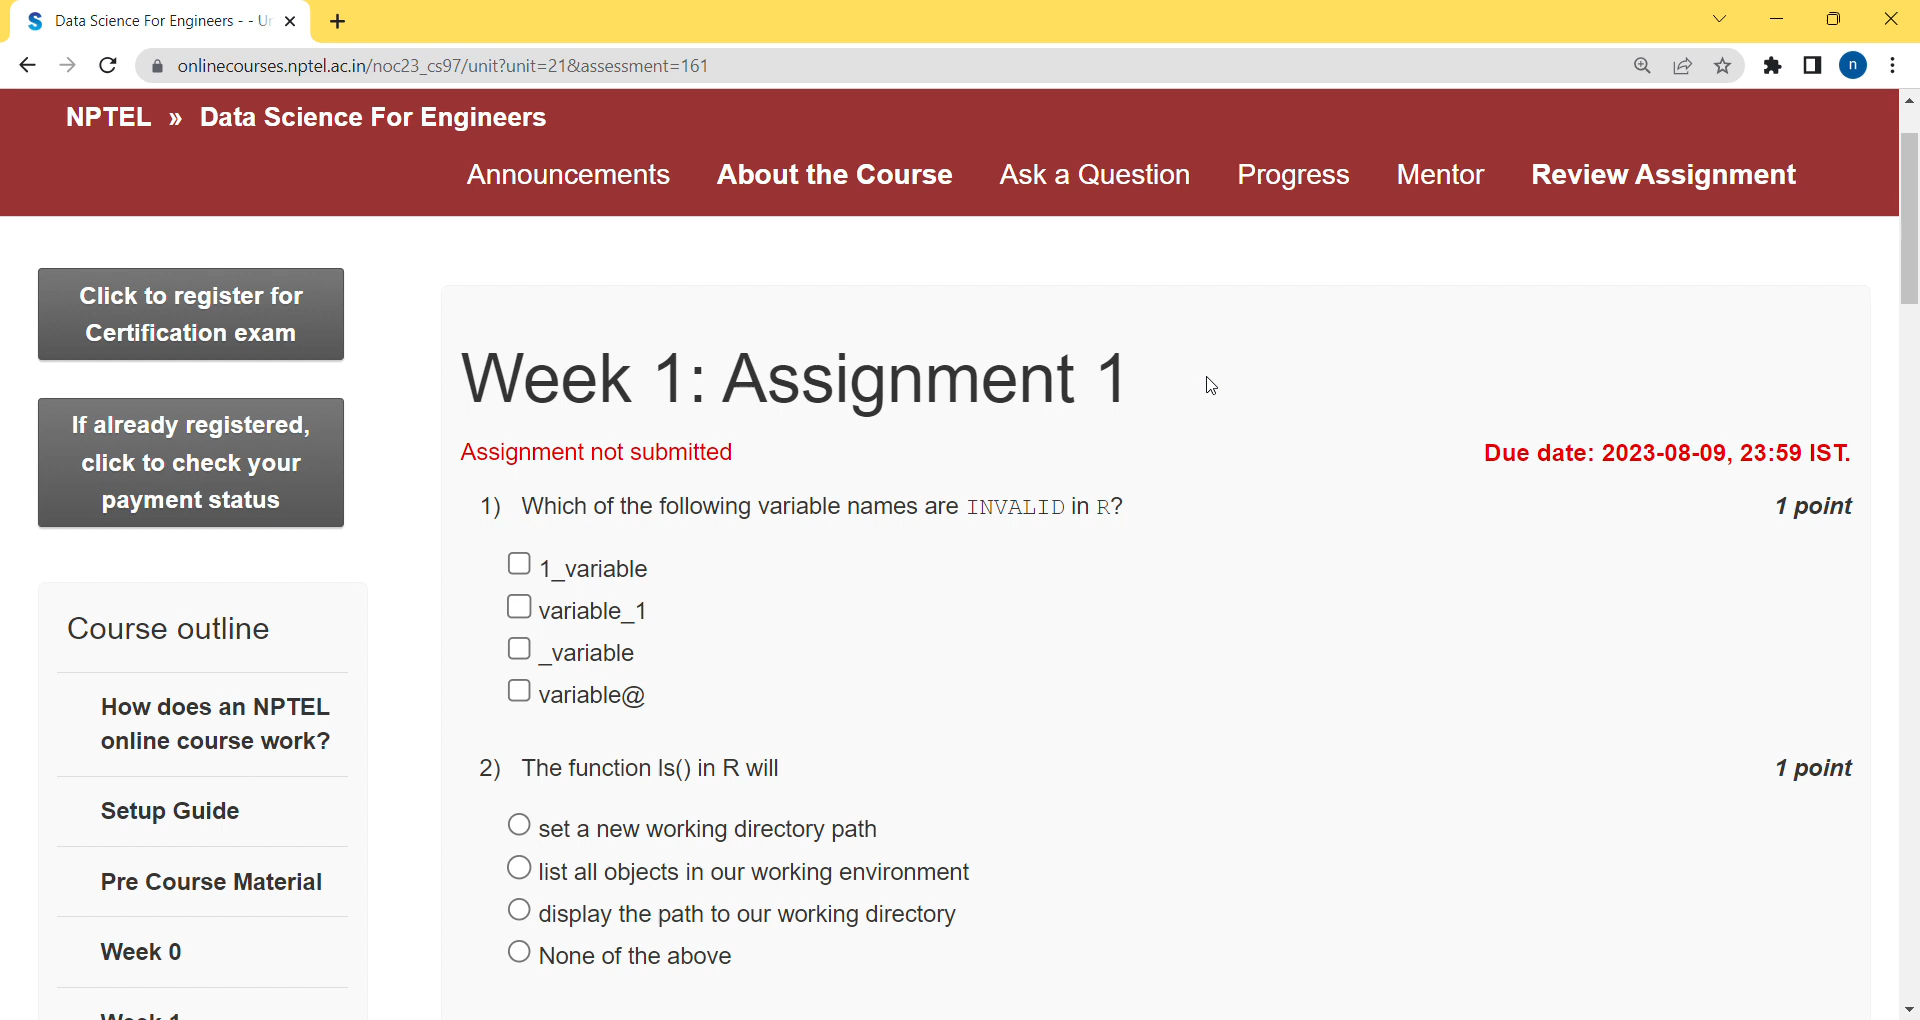 Data Science For Engineers - - Un
onlinecourses.nptel.ac.in/noc23_cs97/unit?unit=21&assessment=161
n
NPTEL » Data Science For Engineers
Announcements About the Course Ask a Question Progress Mentor Review Assignment
Click to register for
Certification exam
If already registered,
click to check your
payment status
Course outline
How does an NPTEL
online course work?
Setup Guide
Pre Course Material
Week 0
Week 1
Week 1: Assignment 1
Assignment not submitted
Due date: 2023-08-09, 23:59 IST.
1) Which of the following variable names are INVALID in R?
1 point
1_variable
variable_1
_variable
variable@
2) The function ls() in R will
1 point
set a new working directory path
list all objects in our working environment
display the path to our working directory
None of the above